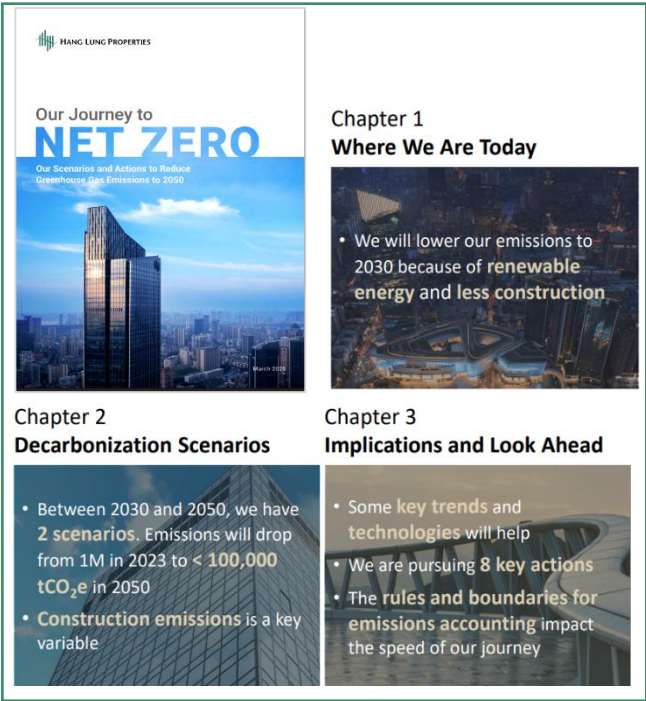 HANG LUNG PROPERTIES
Our Journey to
NET ZERO
Our Scenarios and Actions to Reduce
Greenhouse Gas Emissions to 2050
March 2025
Chapter 1
Where We Are Today
• We will lower our emissions to
2030 because of renewable
energy and less construction
Chapter 2
Decarbonization Scenarios
• Between 2030 and 2050, we have
2 scenarios. Emissions will drop
from 1M in 2023 to < 100,000
tCO₂e in 2050
• Construction emissions is a key
variable
Chapter 3
Implications and Look Ahead
• Some key trends and
technologies will help
• We are pursuing 8 key actions
• The rules and boundaries for
emissions accounting impact
the speed of our journey